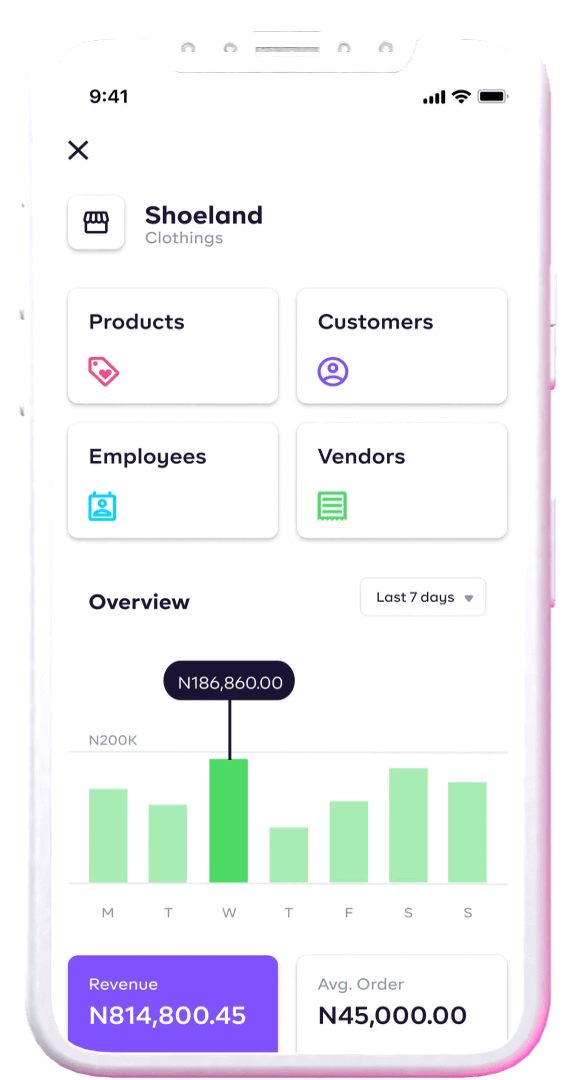 9:41
Shoeland
Clothings
Products
Customers
Employees
Vendors
Overview
Last 7 days
N186,860.00
N200K
M T W T F S S
Revenue
Avg. Order
N814,800.45
N45,000.00